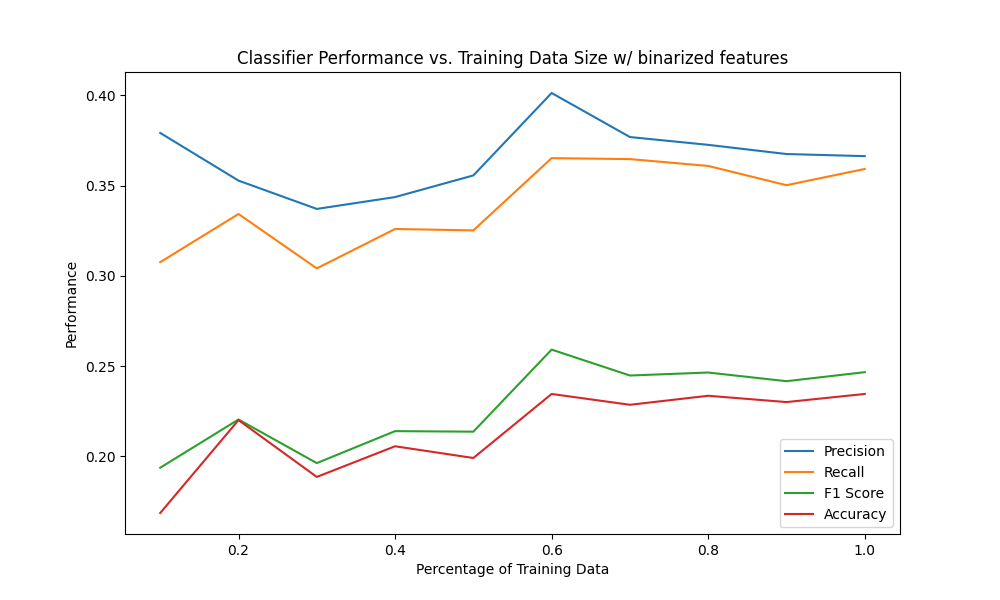 Classifier Performance vs. Training Data Size w/ binarized features
Performance
0.40
0.35
0.30
0.25
0.20
0.2
0.4
0.6
0.8
1.0
Percentage of Training Data
Precision
Recall
F1 Score
Accuracy